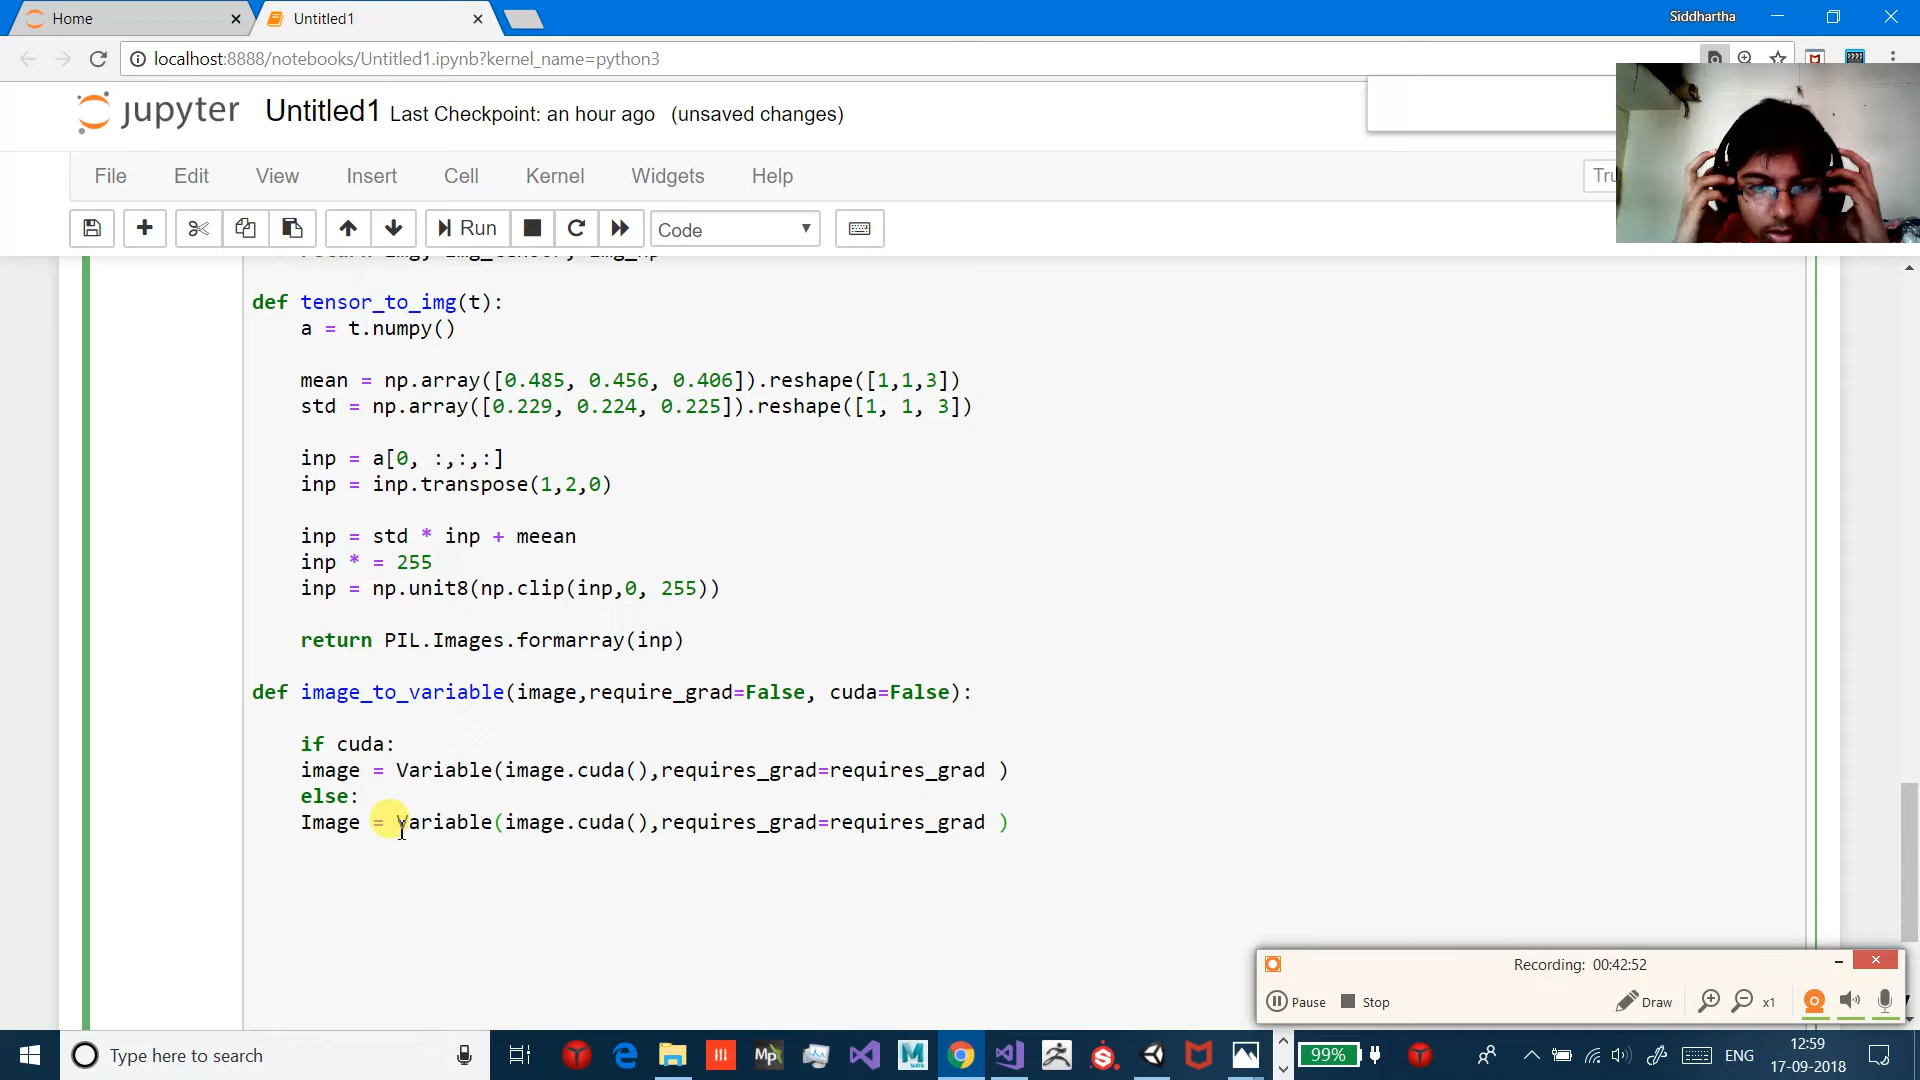 Home
Untitled1
Siddhartha
localhost:8888/notebooks/Untitled1.ipynb?kernel_name=python3
jupyter Untitled1 Last Checkpoint: an hour ago (unsaved changes)
File Edit View Insert Cell Kernel Widgets Help
Run
Code
def tensor_to_img(t):
a = t.numpy()
mean = np.array([0.485, 0.456, 0.406]).reshape([1,1,3])
std = np.array([0.229, 0.224, 0.225]).reshape([1, 1, 3])
inp = a[0, :,:,:]
inp = inp.transpose(1,2,0)
inp = std * inp + meean
inp * = 255
inp = np.unit8(np.clip(inp,0, 255))
return PIL.Images.formarray(inp)
def image_to_variable(image,require_grad=False, cuda=False):
if cuda:
image = Variable(image.cuda(),requires_grad=requires_grad )
else:
Image = Variable(image.cuda(),requires_grad=requires_grad )
Recording: 00:42:52
Pause Stop Draw x1
Type here to search
99%
ENG
12:59
17-09-2018